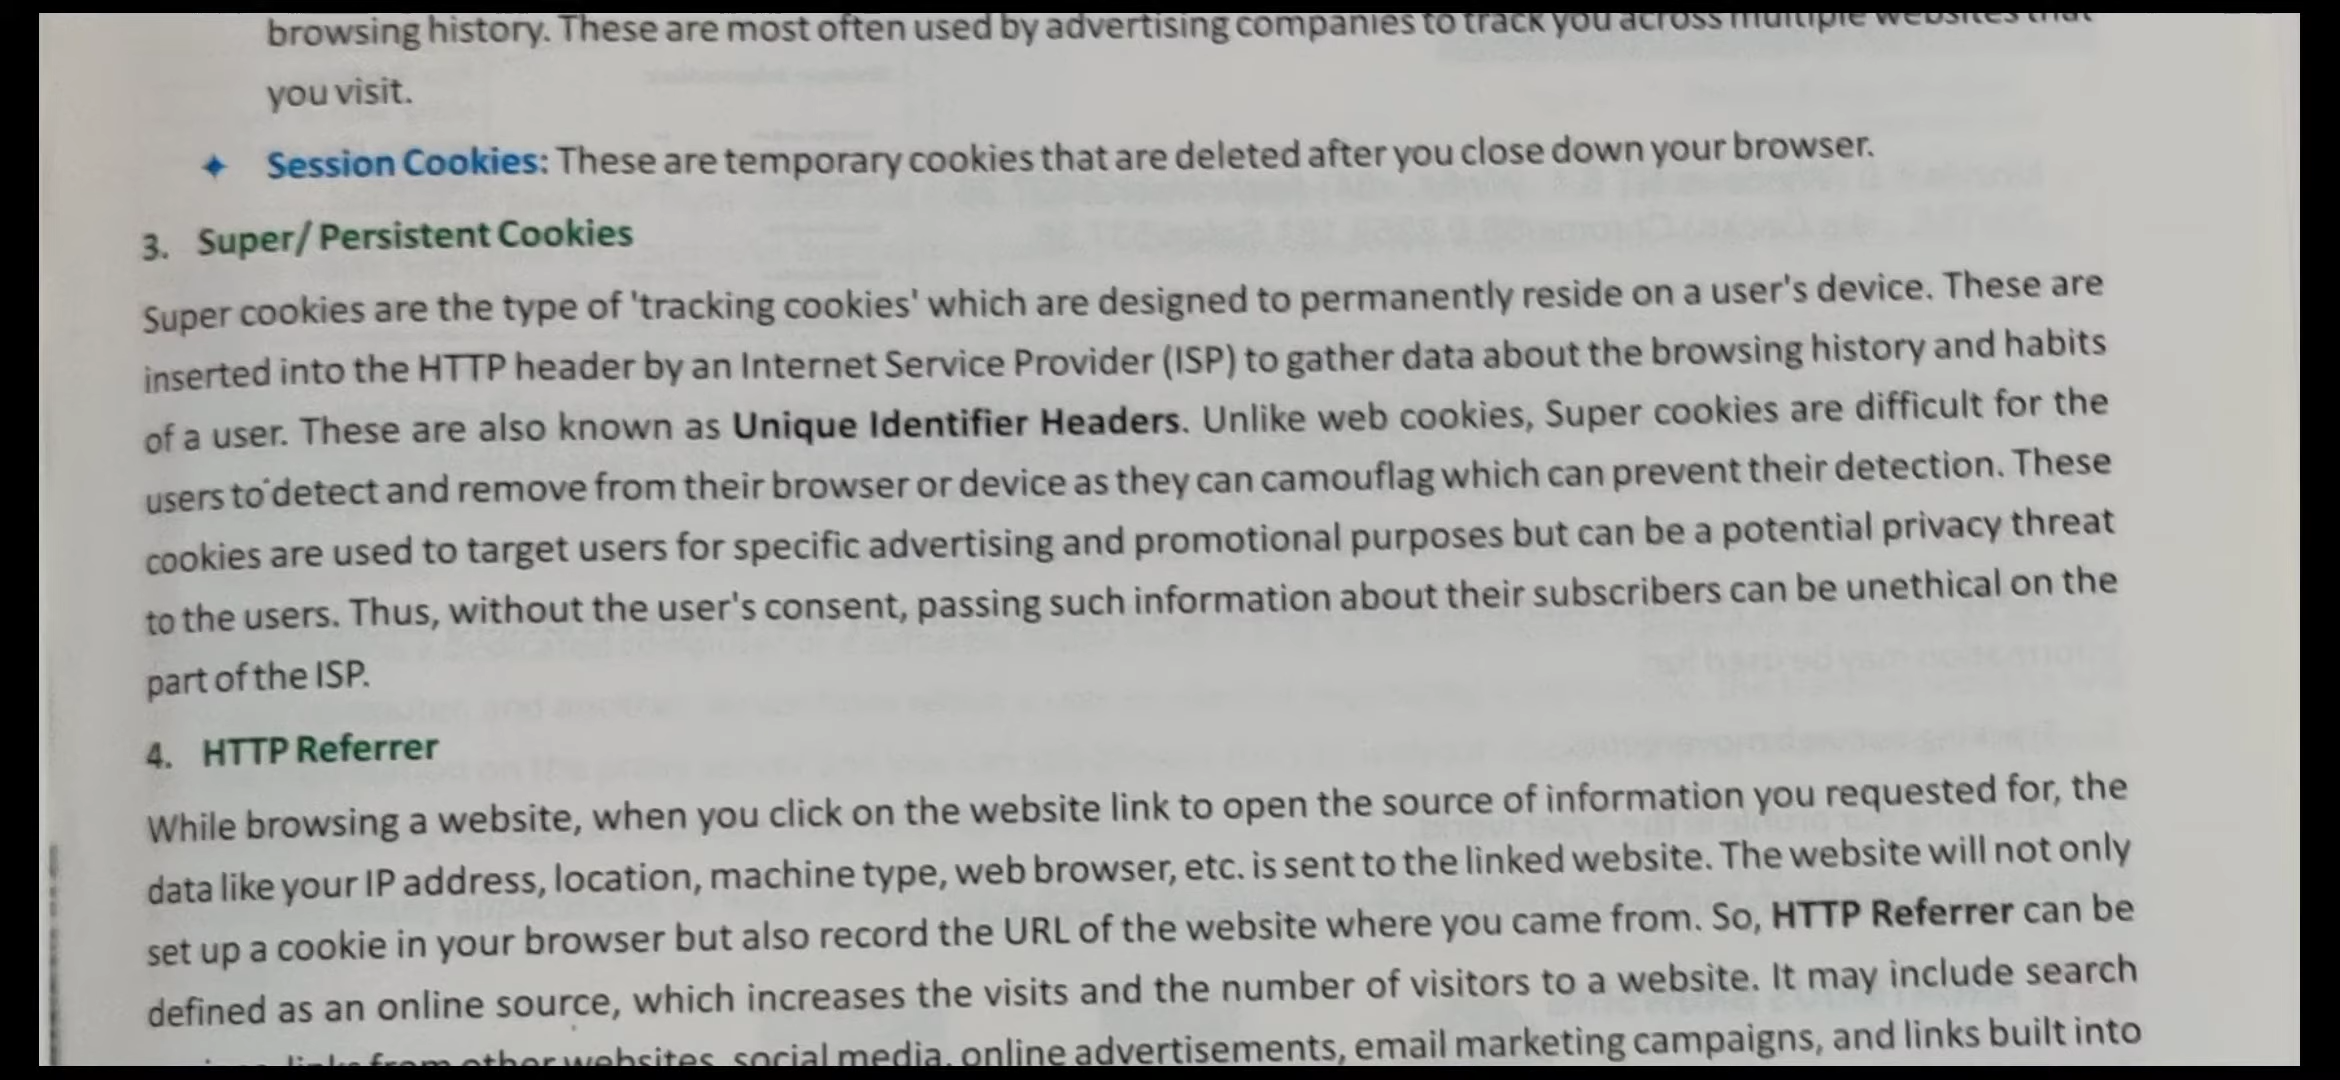 browsing history. These are most often used by advertising companies to track you across multiple websites that
you visit.
✦ Session Cookies: These are temporary cookies that are deleted after you close down your browser.
3. Super/ Persistent Cookies
Super cookies are the type of 'tracking cookies' which are designed to permanently reside on a user's device. These are
inserted into the HTTP header by an Internet Service Provider (ISP) to gather data about the browsing history and habits
of a user. These are also known as Unique Identifier Headers. Unlike web cookies, Super cookies are difficult for the
users to detect and remove from their browser or device as they can camouflag which can prevent their detection. These
cookies are used to target users for specific advertising and promotional purposes but can be a potential privacy threat
to the users. Thus, without the user's consent, passing such information about their subscribers can be unethical on the
part of the ISP.
4. HTTP Referrer
While browsing a website, when you click on the website link to open the source of information you requested for, the
data like your IP address, location, machine type, web browser, etc. is sent to the linked website. The website will not only
set up a cookie in your browser but also record the URL of the website where you came from. So, HTTP Referrer can be
defined as an online source, which increases the visits and the number of visitors to a website. It may include search
links from other websites, social media, online advertisements, email marketing campaigns, and links built into